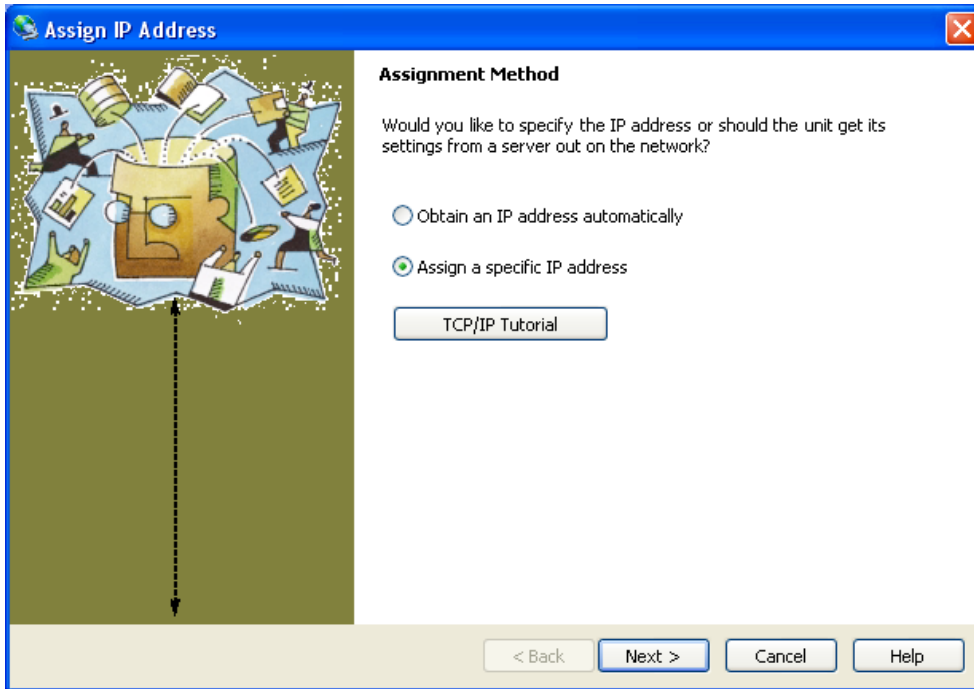 Assign IP Address
Assignment Method
Would you like to specify the IP address or should the unit get its
settings from a server out on the network?
Obtain an IP address automatically
Assign a specific IP address
TCP/IP Tutorial
< Back
Next >
Cancel
Help